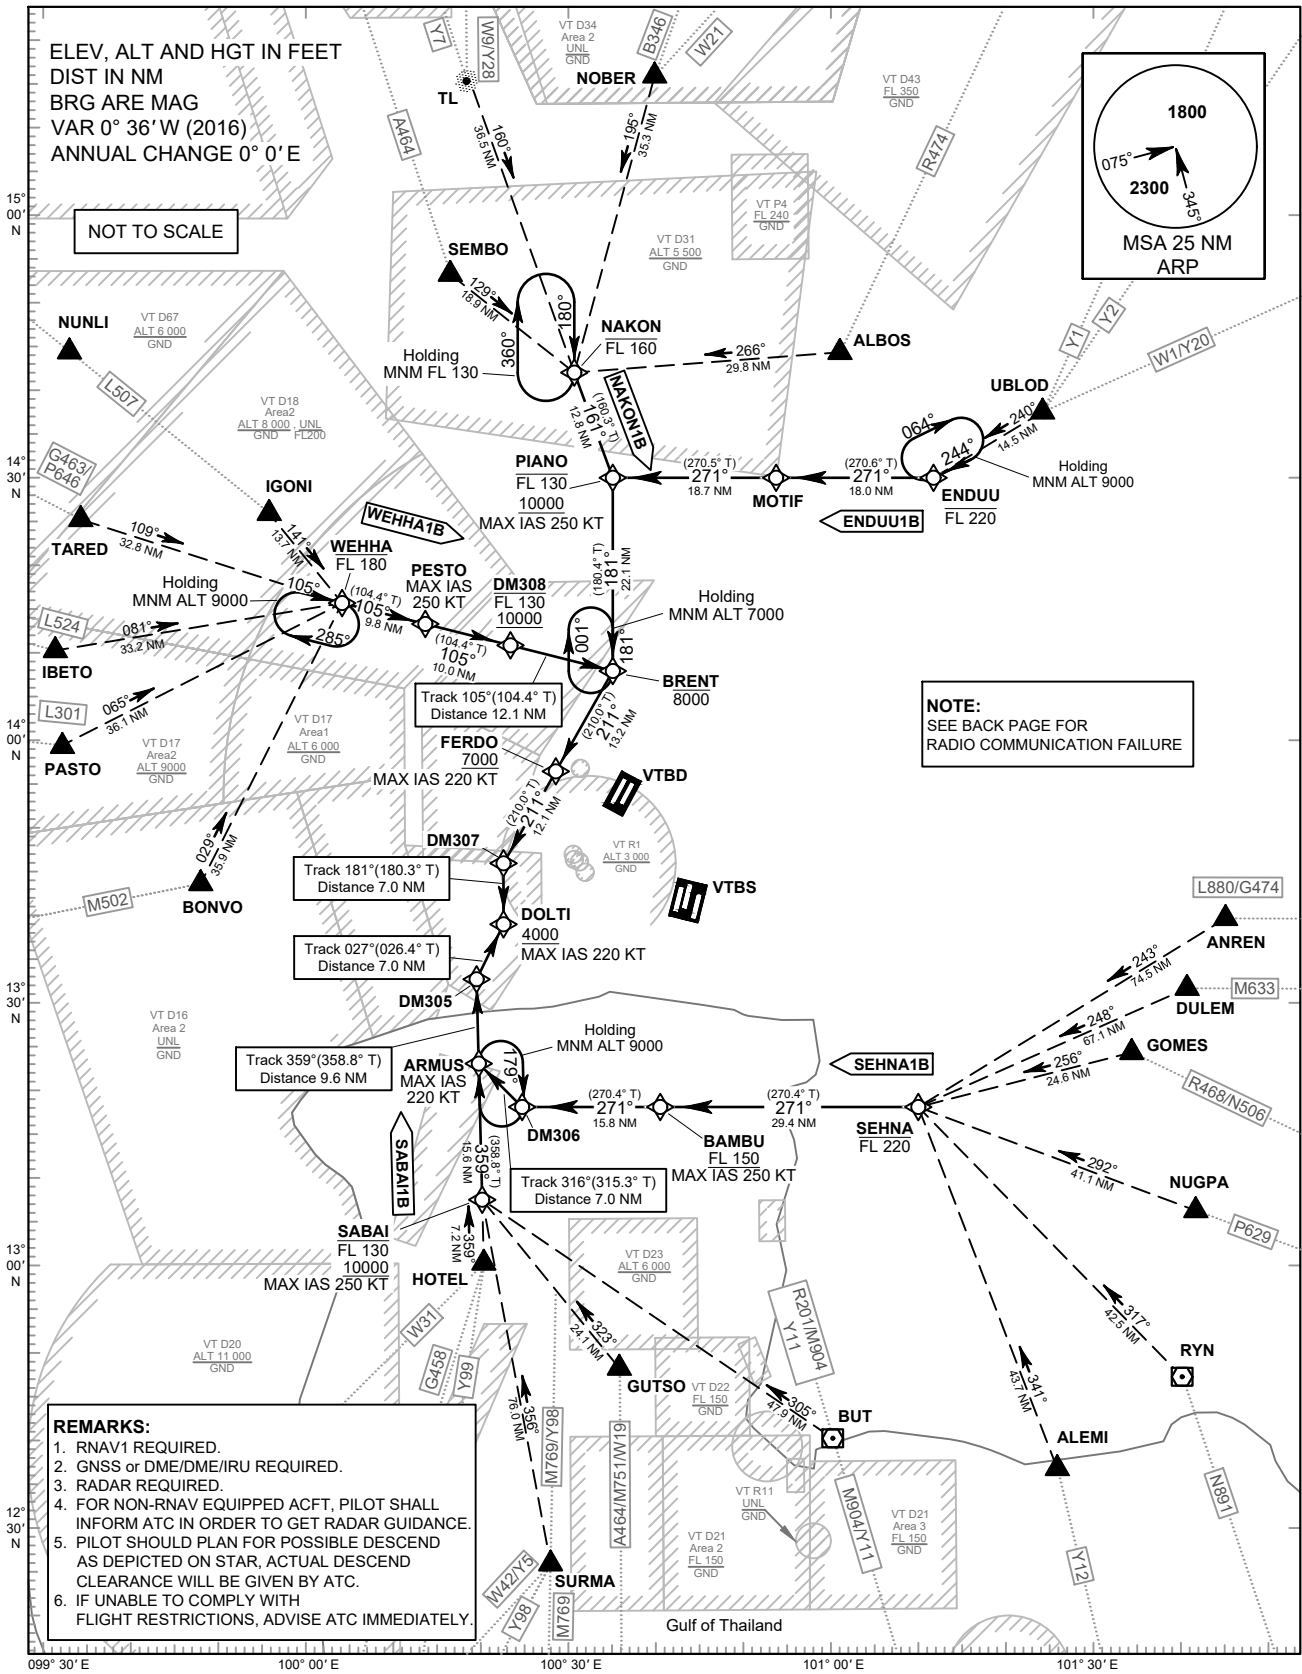 ELEV, ALT AND HGT IN FEET
DIST IN NM
BRG ARE MAG
VAR 0° 36' W (2016)
ANNUAL CHANGE 0° 0' E
NOT TO SCALE
Y7
W9/Y28
VT D34
Area 2
UNL
GND
B346
W21
NOBER
TL
A464
160°
36.5 NM
195°
35.3 NM
VT D43
FL 350
GND
R474
1800
075°
2300
345°
MSA 25 NM
ARP
15°
00'
N
VT P4
FL 240
GND
VT D31
ALT 5 500
GND
SEMBO
129°
18.9 NM
180°
360°
Holding
MNM FL 130
NAKON
FL 160
266°
29.8 NM
ALBOS
NAKON1B
(160.3° T)
161°
12.8 NM
Y1
Y2
W1/Y20
UBLOD
240°
14.5 NM
064°
244°
Holding
MNM ALT 9000
NUNLI
VT D67
ALT 6 000
GND
L507
VT D18
Area2
ALT 8 000 , UNL
GND FL200
14°
30'
N
G463/
P646
IGONI
141°
13.7 NM
TARED
109°
32.8 NM
PIANO
FL 130
10000
MAX IAS 250 KT
(270.5° T)
271°
18.7 NM
MOTIF
(270.6° T)
271°
18.0 NM
ENDUU
FL 220
ENDUU1B
WEHHA1B
WEHHA
FL 180
Holding
MNM ALT 9000
105°
285°
(104.4° T)
105°
9.8 NM
PESTO
MAX IAS
250 KT
DM308
FL 130
10000
(104.4° T)
105°
10.0 NM
(180.4° T)
181°
22.1 NM
Holding
MNM ALT 7000
001°
181°
BRENT
8000
L524
081°
33.2 NM
IBETO
L301
065°
36.1 NM
PASTO
14°
00'
N
Track 105°(104.4° T)
Distance 12.1 NM
VT D17
Area1
ALT 6 000
GND
VT D17
Area2
ALT 9000
GND
(210.0° T)
211°
13.2 NM
FERDO
7000
MAX IAS 220 KT
NOTE:
SEE BACK PAGE FOR
RADIO COMMUNICATION FAILURE
VTBD
(210.0° T)
211°
12.1 NM
DM307
VT R1
ALT 3 000
GND
029°
35.9 NM
BONVO
M502
Track 181°(180.3° T)
Distance 7.0 NM
VTBS
DOLTI
4000
MAX IAS 220 KT
Track 027°(026.4° T)
Distance 7.0 NM
DM305
L880/G474
ANREN
243°
74.5 NM
M633
DULEM
248°
67.1 NM
GOMES
256°
24.6 NM
R468/N506
13°
30'
N
VT D16
Area 2
UNL
GND
Track 359°(358.8° T)
Distance 9.6 NM
ARMUS
MAX IAS
220 KT
Holding
MNM ALT 9000
179°
SEHNA1B
DM306
(270.4° T)
271°
15.8 NM
BAMBU
FL 150
MAX IAS 250 KT
(270.4° T)
271°
29.4 NM
SEHNA
FL 220
Track 316°(315.3° T)
Distance 7.0 NM
SABAI1B
(358.8° T)
359°
15.6 NM
292°
41.1 NM
NUGPA
P629
SABAI
FL 130
10000
MAX IAS 250 KT
359°
7.2 NM
HOTEL
13°
00'
N
VT D23
ALT 6 000
GND
W31
G458
Y99
323°
24.1 NM
GUTSO
R201/M904
Y11
317°
42.5 NM
RYN
VT D20
ALT 11 000
GND
VT D22
FL 150
GND
305°
47.9 NM
BUT
341°
43.7 NM
ALEMI
356°
76.0 NM
M769/Y98
A464/M751/W19
N891
REMARKS:
1. RNAV1 REQUIRED.
2. GNSS or DME/DME/IRU REQUIRED.
3. RADAR REQUIRED.
4. FOR NON-RNAV EQUIPPED ACFT, PILOT SHALL
INFORM ATC IN ORDER TO GET RADAR GUIDANCE.
5. PILOT SHOULD PLAN FOR POSSIBLE DESCEND
AS DEPICTED ON STAR, ACTUAL DESCEND
CLEARANCE WILL BE GIVEN BY ATC.
6. IF UNABLE TO COMPLY WITH
FLIGHT RESTRICTIONS, ADVISE ATC IMMEDIATELY.
12°
30'
N
VT R11
UNL
GND
VT D21
Area 2
FL 150
GND
VT D21
Area 3
FL 150
GND
M904/Y11
Y12
W42/Y5
Y98
M769
SURMA
Gulf of Thailand
099° 30' E
100° 00' E
100° 30' E
101° 00' E
101° 30' E